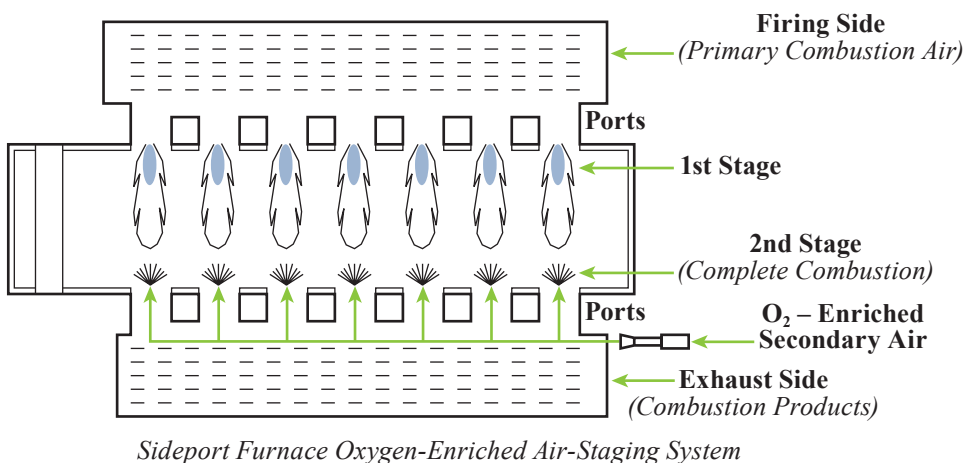 Firing Side
(Primary Combustion Air)
Ports
1st Stage
2nd Stage
(Complete Combustion)
Ports
O₂ – Enriched
Secondary Air
Exhaust Side
(Combustion Products)
Sideport Furnace Oxygen-Enriched Air-Staging System